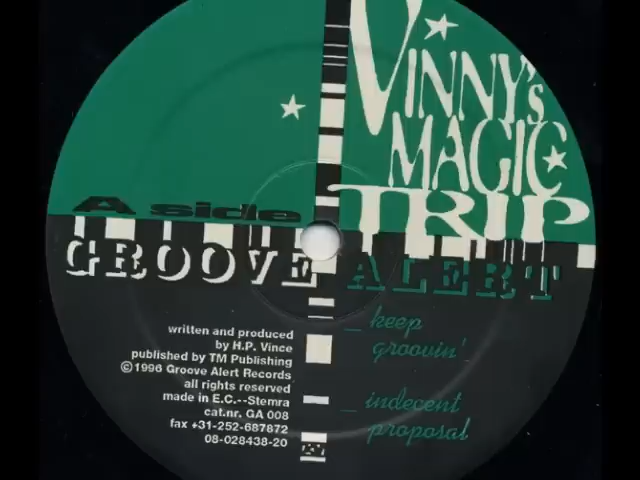 VINNY's
MAGIC
TRIP
A side
GROOVE ALERT
_ keep
groovin'_
_ indecent
proposal
written and produced
by H.P. Vince
published by TM Publishing
©1996 Groove Alert Records
all rights reserved
made in E.C.--Stemra
cat.nr. GA 008
fax +31-252-687872
08-028438-20